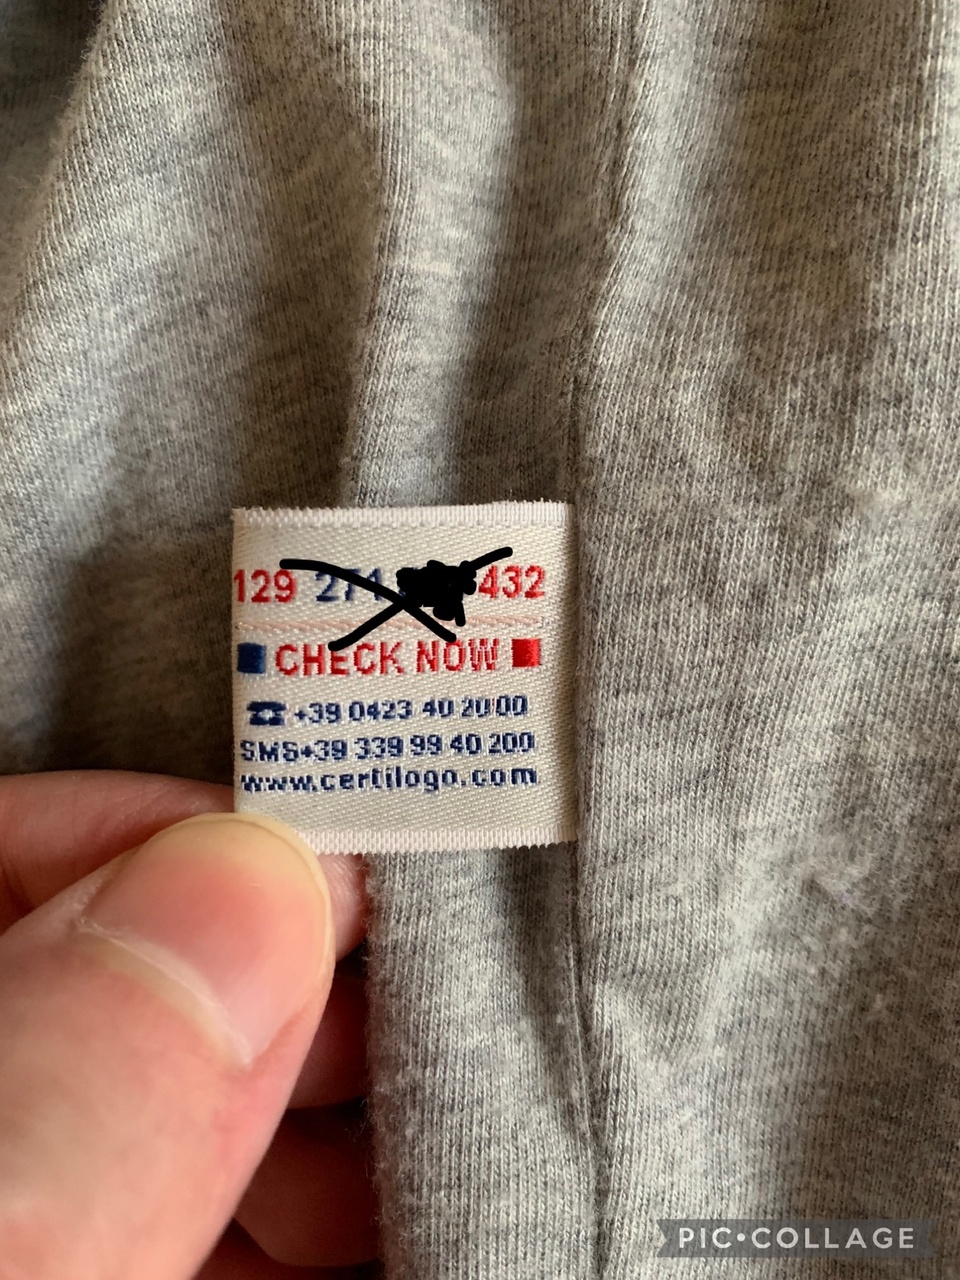 129 271 432
CHECK NOW
+39 0423 40 20 00
SMS+39 339 99 40 200
www.certilogo.com
PIC•COLLAGE